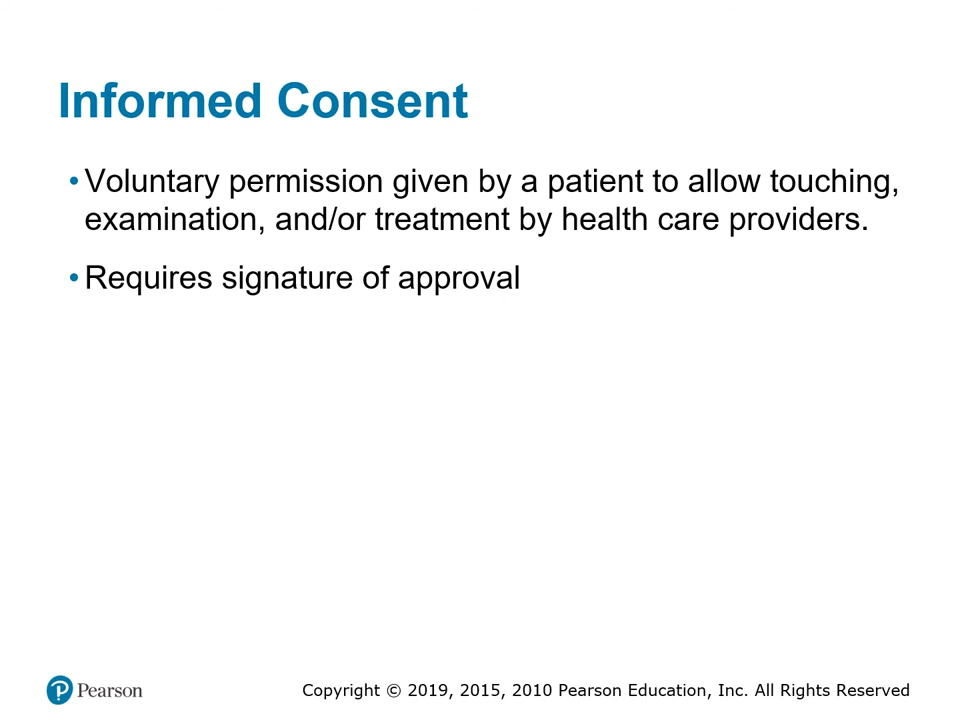 Informed Consent
• Voluntary permission given by a patient to allow touching,
examination, and/or treatment by health care providers.
• Requires signature of approval
Pearson
Copyright © 2019, 2015, 2010 Pearson Education, Inc. All Rights Reserved